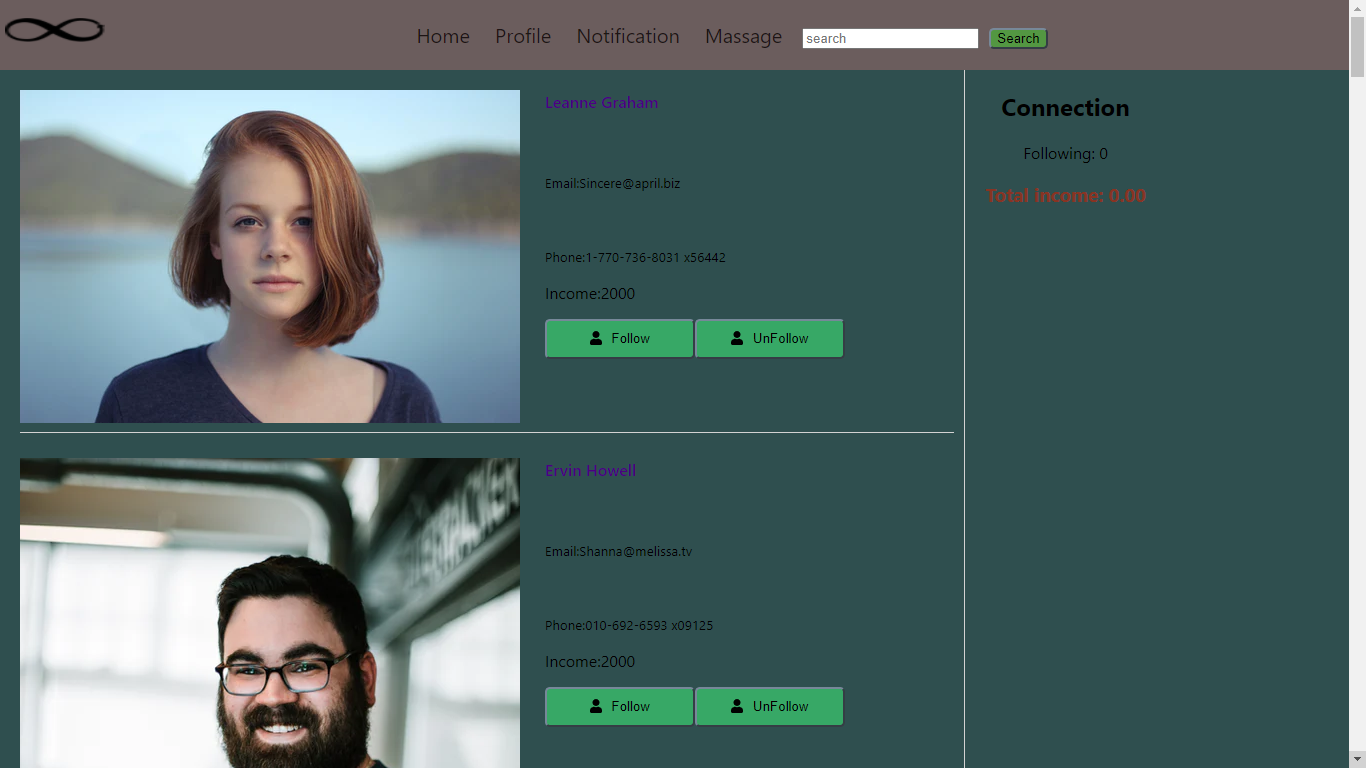 Home Profile Notification Massage search Search
Leanne Graham
Email:Sincere@april.biz
Phone:1-770-736-8031 x56442
Income:2000
Follow UnFollow
Ervin Howell
Email:Shanna@melissa.tv
Phone:010-692-6593 x09125
Income:2000
Follow UnFollow
Connection
Following: 0
Total income: 0.00